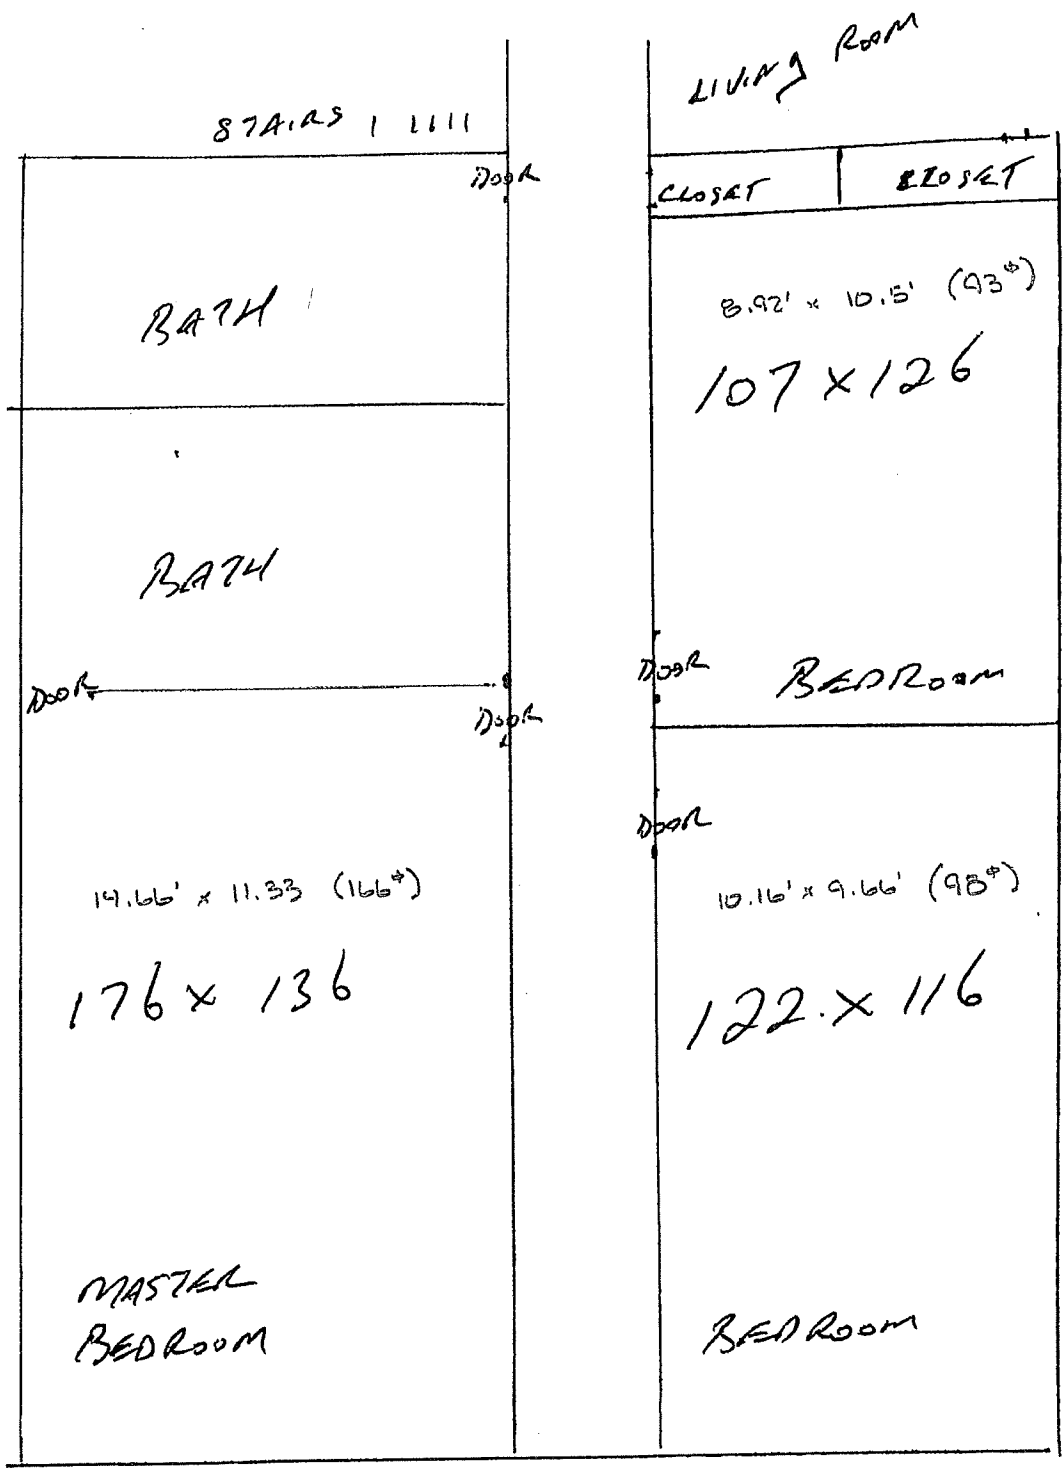 LIVING ROOM
STAIRS
DOOR
CLOSET
CLOSET
BATH
8.92' x 10.5' (93⌀)
107 x 126
BATH
DOOR
BEDROOM
DOOR
DOOR
DOOR
14.66' x 11.33 (166⌀)
10.16' x 9.66' (98⌀)
176 x 136
122. x 116
MASTER
BEDROOM
BEDROOM